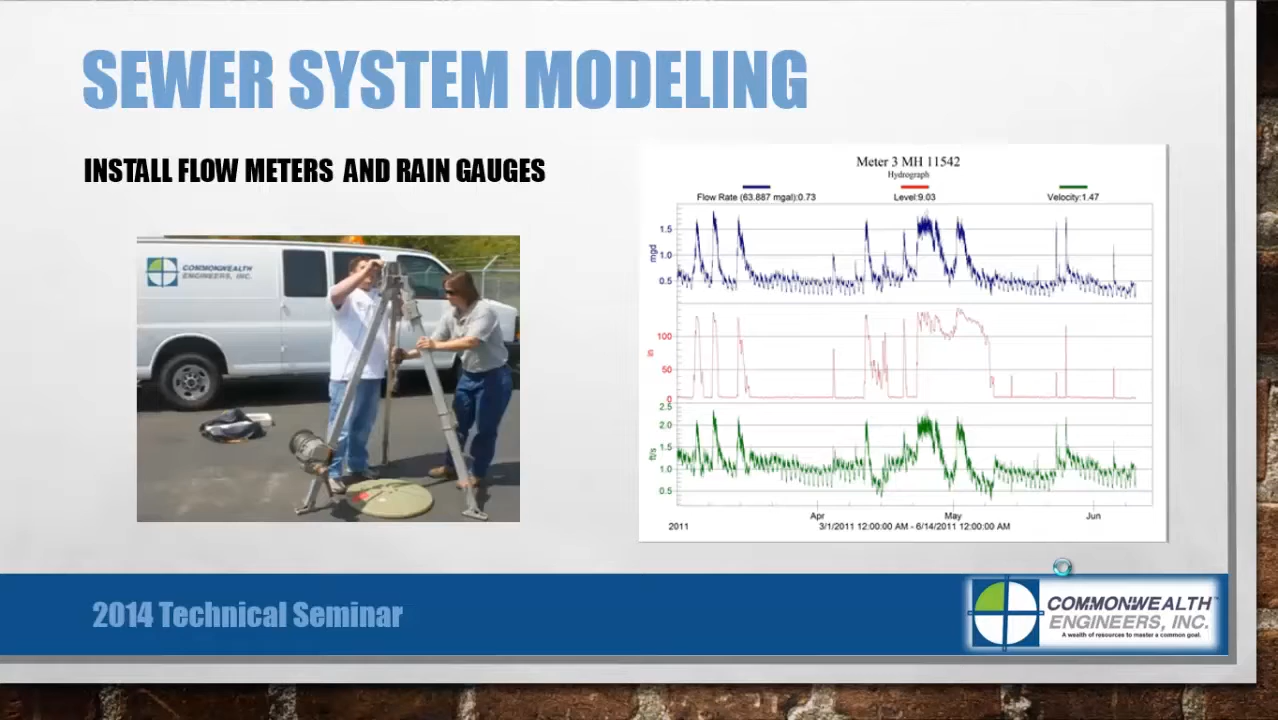 SEWER SYSTEM MODELING
INSTALL FLOW METERS AND RAIN GAUGES
COMMONWEALTH
ENGINEERS, INC.
Meter 3 MH 11542
Hydrograph
Flow Rate (63.887 mgal):0.73 Level:9.03 Velocity:1.47
1.5
mgd
1.0
0.5
100
in
50
0
2.5
2.0
1.5
ft/s
1.0
0.5
Apr May Jun
2011 3/1/2011 12:00:00 AM - 6/14/2011 12:00:00 AM
2014 Technical Seminar
COMMONWEALTH™
ENGINEERS, INC.
A wealth of resources to master a common goal.